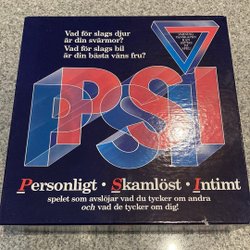 Vad för slags djur
är din svärmor?
Vad för slags bil
är din bästa väns fru?
PSI
Personligt • Skamlöst • Intimt
spelet som avslöjar vad du tycker om andra
och vad de tycker om dig!